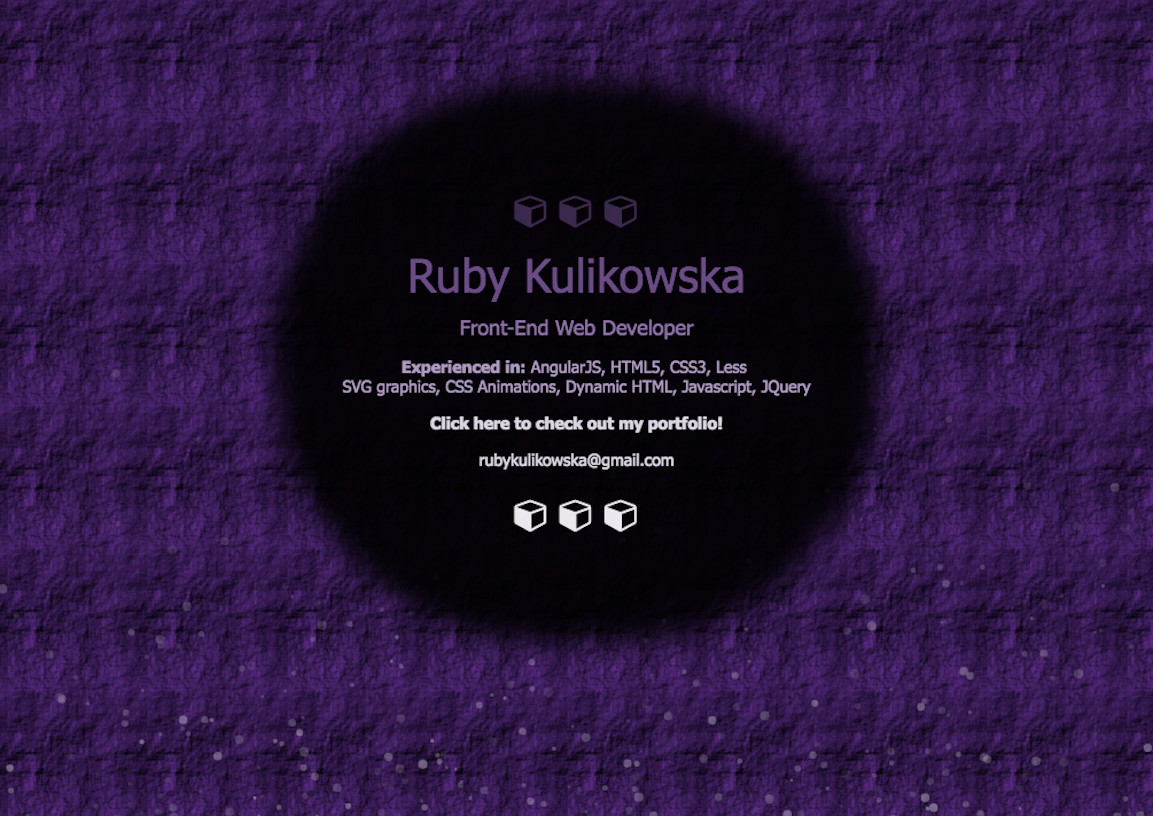 Ruby Kulikowska
Front-End Web Developer
Experienced in: AngularJS, HTML5, CSS3, Less
SVG graphics, CSS Animations, Dynamic HTML, Javascript, JQuery
Click here to check out my portfolio!
rubykulikowska@gmail.com